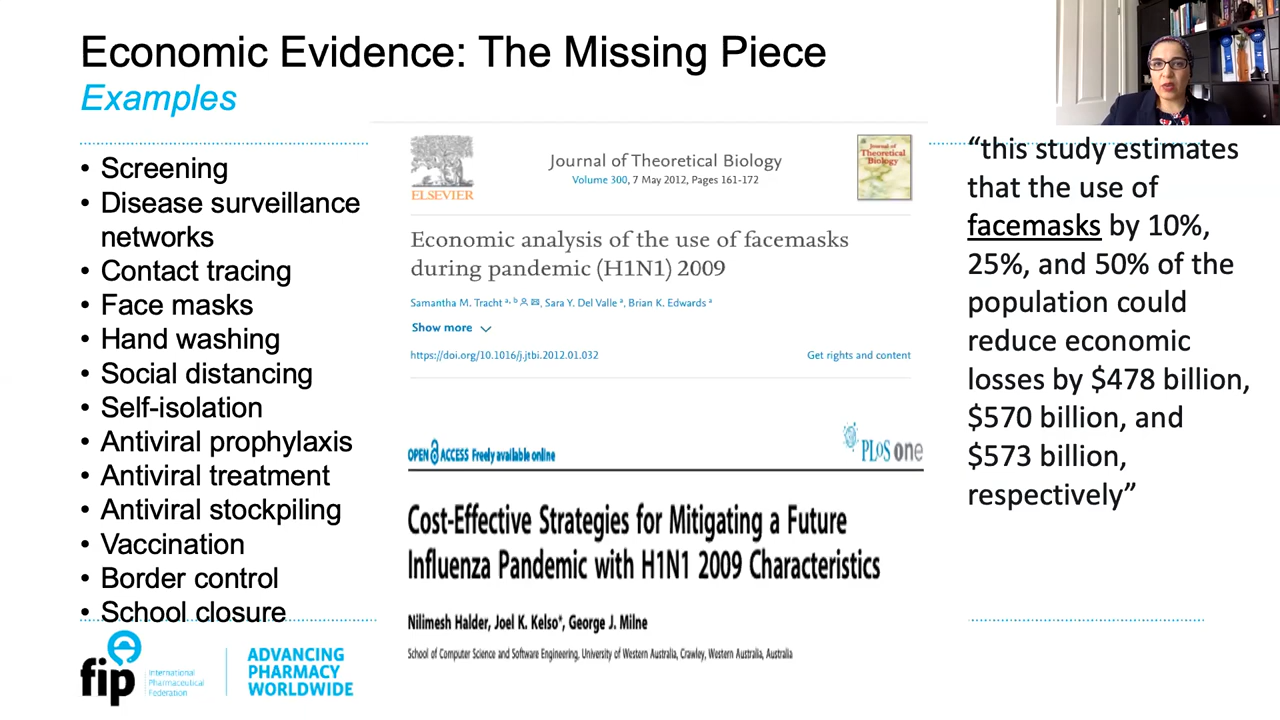 Economic Evidence: The Missing Piece
Examples
• Screening
• Disease surveillance
networks
• Contact tracing
• Face masks
• Hand washing
• Social distancing
• Self-isolation
• Antiviral prophylaxis
• Antiviral treatment
• Antiviral stockpiling
• Vaccination
• Border control
• School closure
ELSEVIER
Journal of Theoretical Biology
Volume 300, 7 May 2012, Pages 161-172
Journal of
Theoretical
Biology
Economic analysis of the use of facemasks
during pandemic (H1N1) 2009
Samantha M. Tracht a, b, Sara Y. Del Valle a, Brian K. Edwards a
Show more
https://doi.org/10.1016/j.jtbi.2012.01.032
Get rights and content
OPEN ACCESS Freely available online
PLoS one
Cost-Effective Strategies for Mitigating a Future
Influenza Pandemic with H1N1 2009 Characteristics
Nilimesh Halder, Joel K. Kelso*, George J. Milne
School of Computer Science and Software Engineering, University of Western Australia, Crawley, Western Australia, Australia
“this study estimates
that the use of
facemasks by 10%,
25%, and 50% of the
population could
reduce economic
losses by $478 billion,
$570 billion, and
$573 billion,
respectively”
fip
International
Pharmaceutical
Federation
ADVANCING
PHARMACY
WORLDWIDE